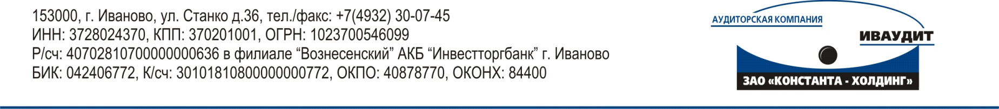 153000, г. Иваново, ул. Станко д.36, тел./факс: +7(4932) 30-07-45
ИНН: 3728024370, КПП: 370201001, ОГРН: 1023700546099
Р/сч: 40702810700000000636 в филиале “Вознесенский” АКБ “Инвестторгбанк” г. Иваново
БИК: 042406772, К/сч: 30101810800000000772, ОКПО: 40878770, ОКОНХ: 84400
АУДИТОРСКАЯ КОМПАНИЯ
ИВАУДИТ
ЗАО «КОНСТАНТА - ХОЛДИНГ»